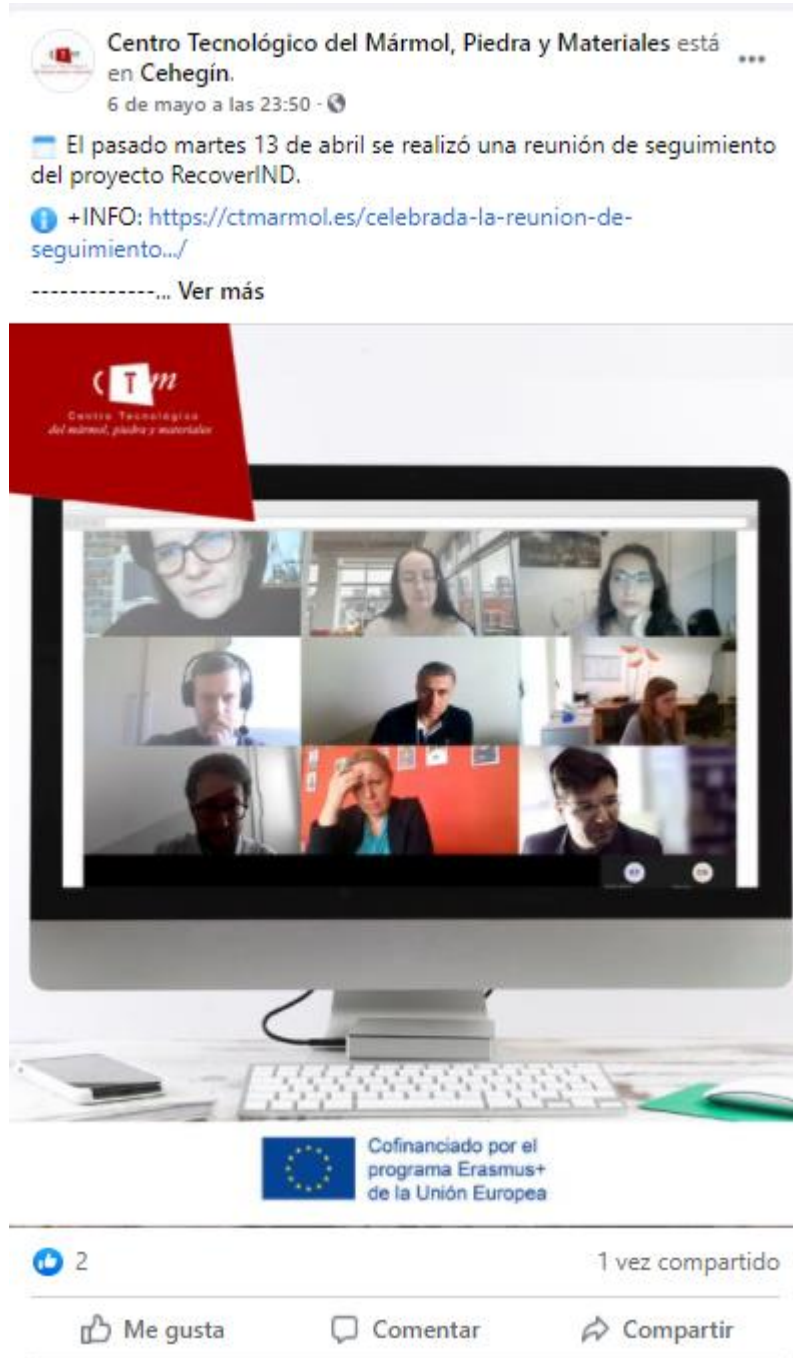 Centro Tecnológico del Mármol, Piedra y Materiales está
en Cehegín.
6 de mayo a las 23:50 ·
El pasado martes 13 de abril se realizó una reunión de seguimiento
del proyecto RecoverIND.
+INFO: https://ctmarmol.es/celebrada-la-reunion-de-
seguimiento.../
-------------... Ver más
CTm
Centro Tecnológico
del mármol, piedra y materiales
Cofinanciado por el
programa Erasmus+
de la Unión Europea
2
1 vez compartido
Me gusta
Comentar
Compartir